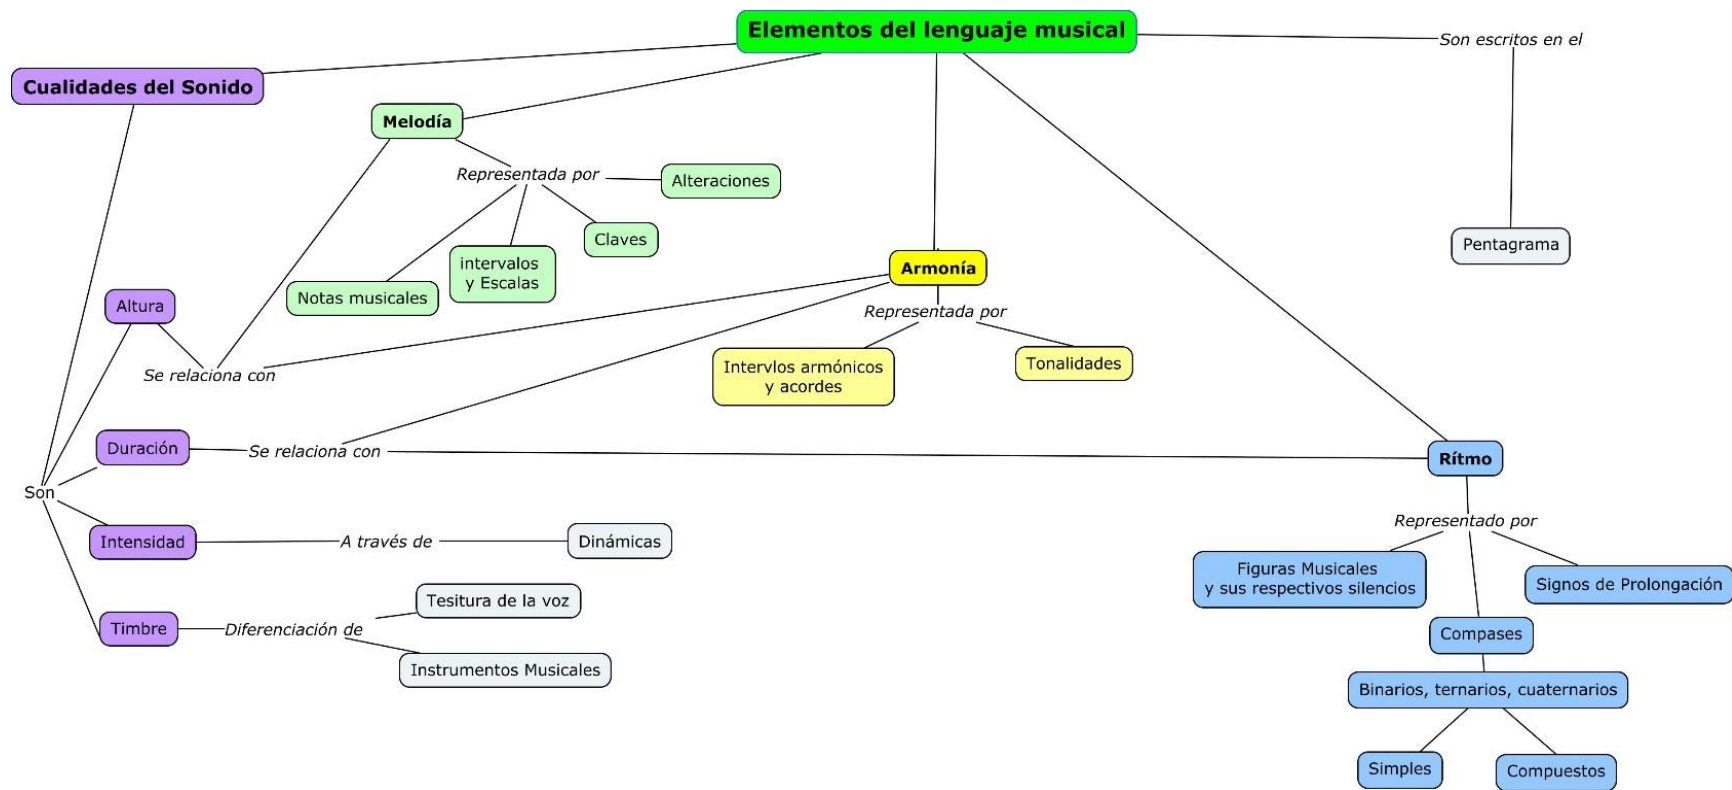 Elementos del lenguaje musical
Son escritos en el
Cualidades del Sonido
Melodía
Representada por
Alteraciones
Claves
Pentagrama
intervalos
y Escalas
Armonía
Notas musicales
Altura
Representada por
Se relaciona con
Intervlos armónicos
y acordes
Tonalidades
Duración
Se relaciona con
Rítmo
Son
Representado por
Intensidad
A través de
Dinámicas
Figuras Musicales
y sus respectivos silencios
Signos de Prolongación
Tesitura de la voz
Timbre
Diferenciación de
Compases
Instrumentos Musicales
Binarios, ternarios, cuaternarios
Simples
Compuestos